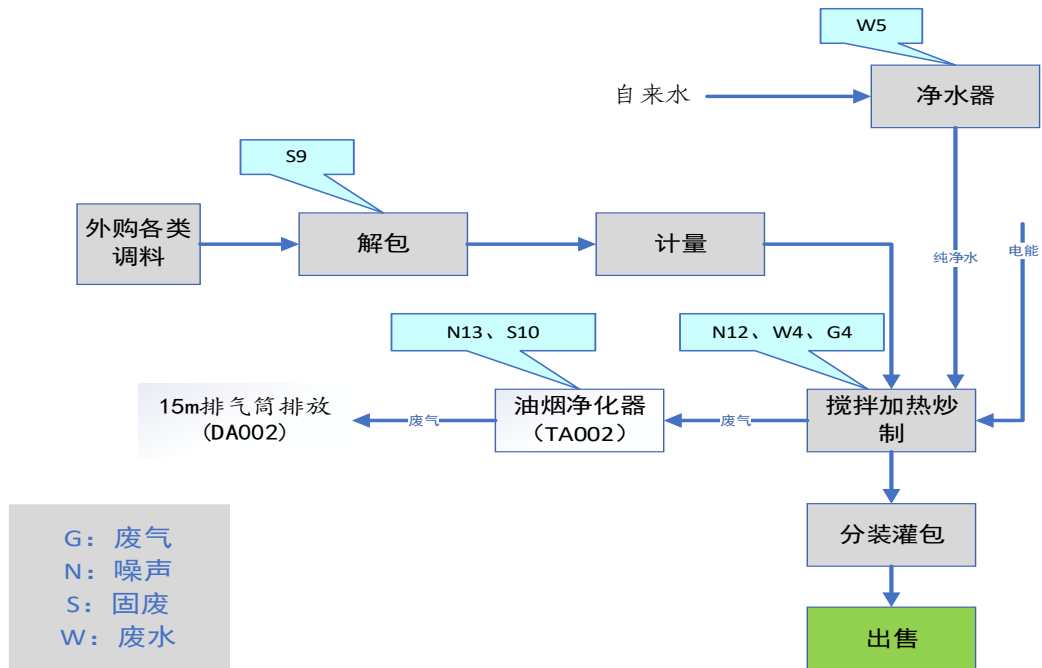 W5
自来水
净水器
S9
外购各类
调料
解包
计量
纯净水
电能
N13、S10
N12、W4、G4
15m排气筒排放
(DA002)
废气
油烟净化器
（TA002）
废气
搅拌加热炒
制
分装灌包
出售
G：废气
N：噪声
S：固废
W：废水